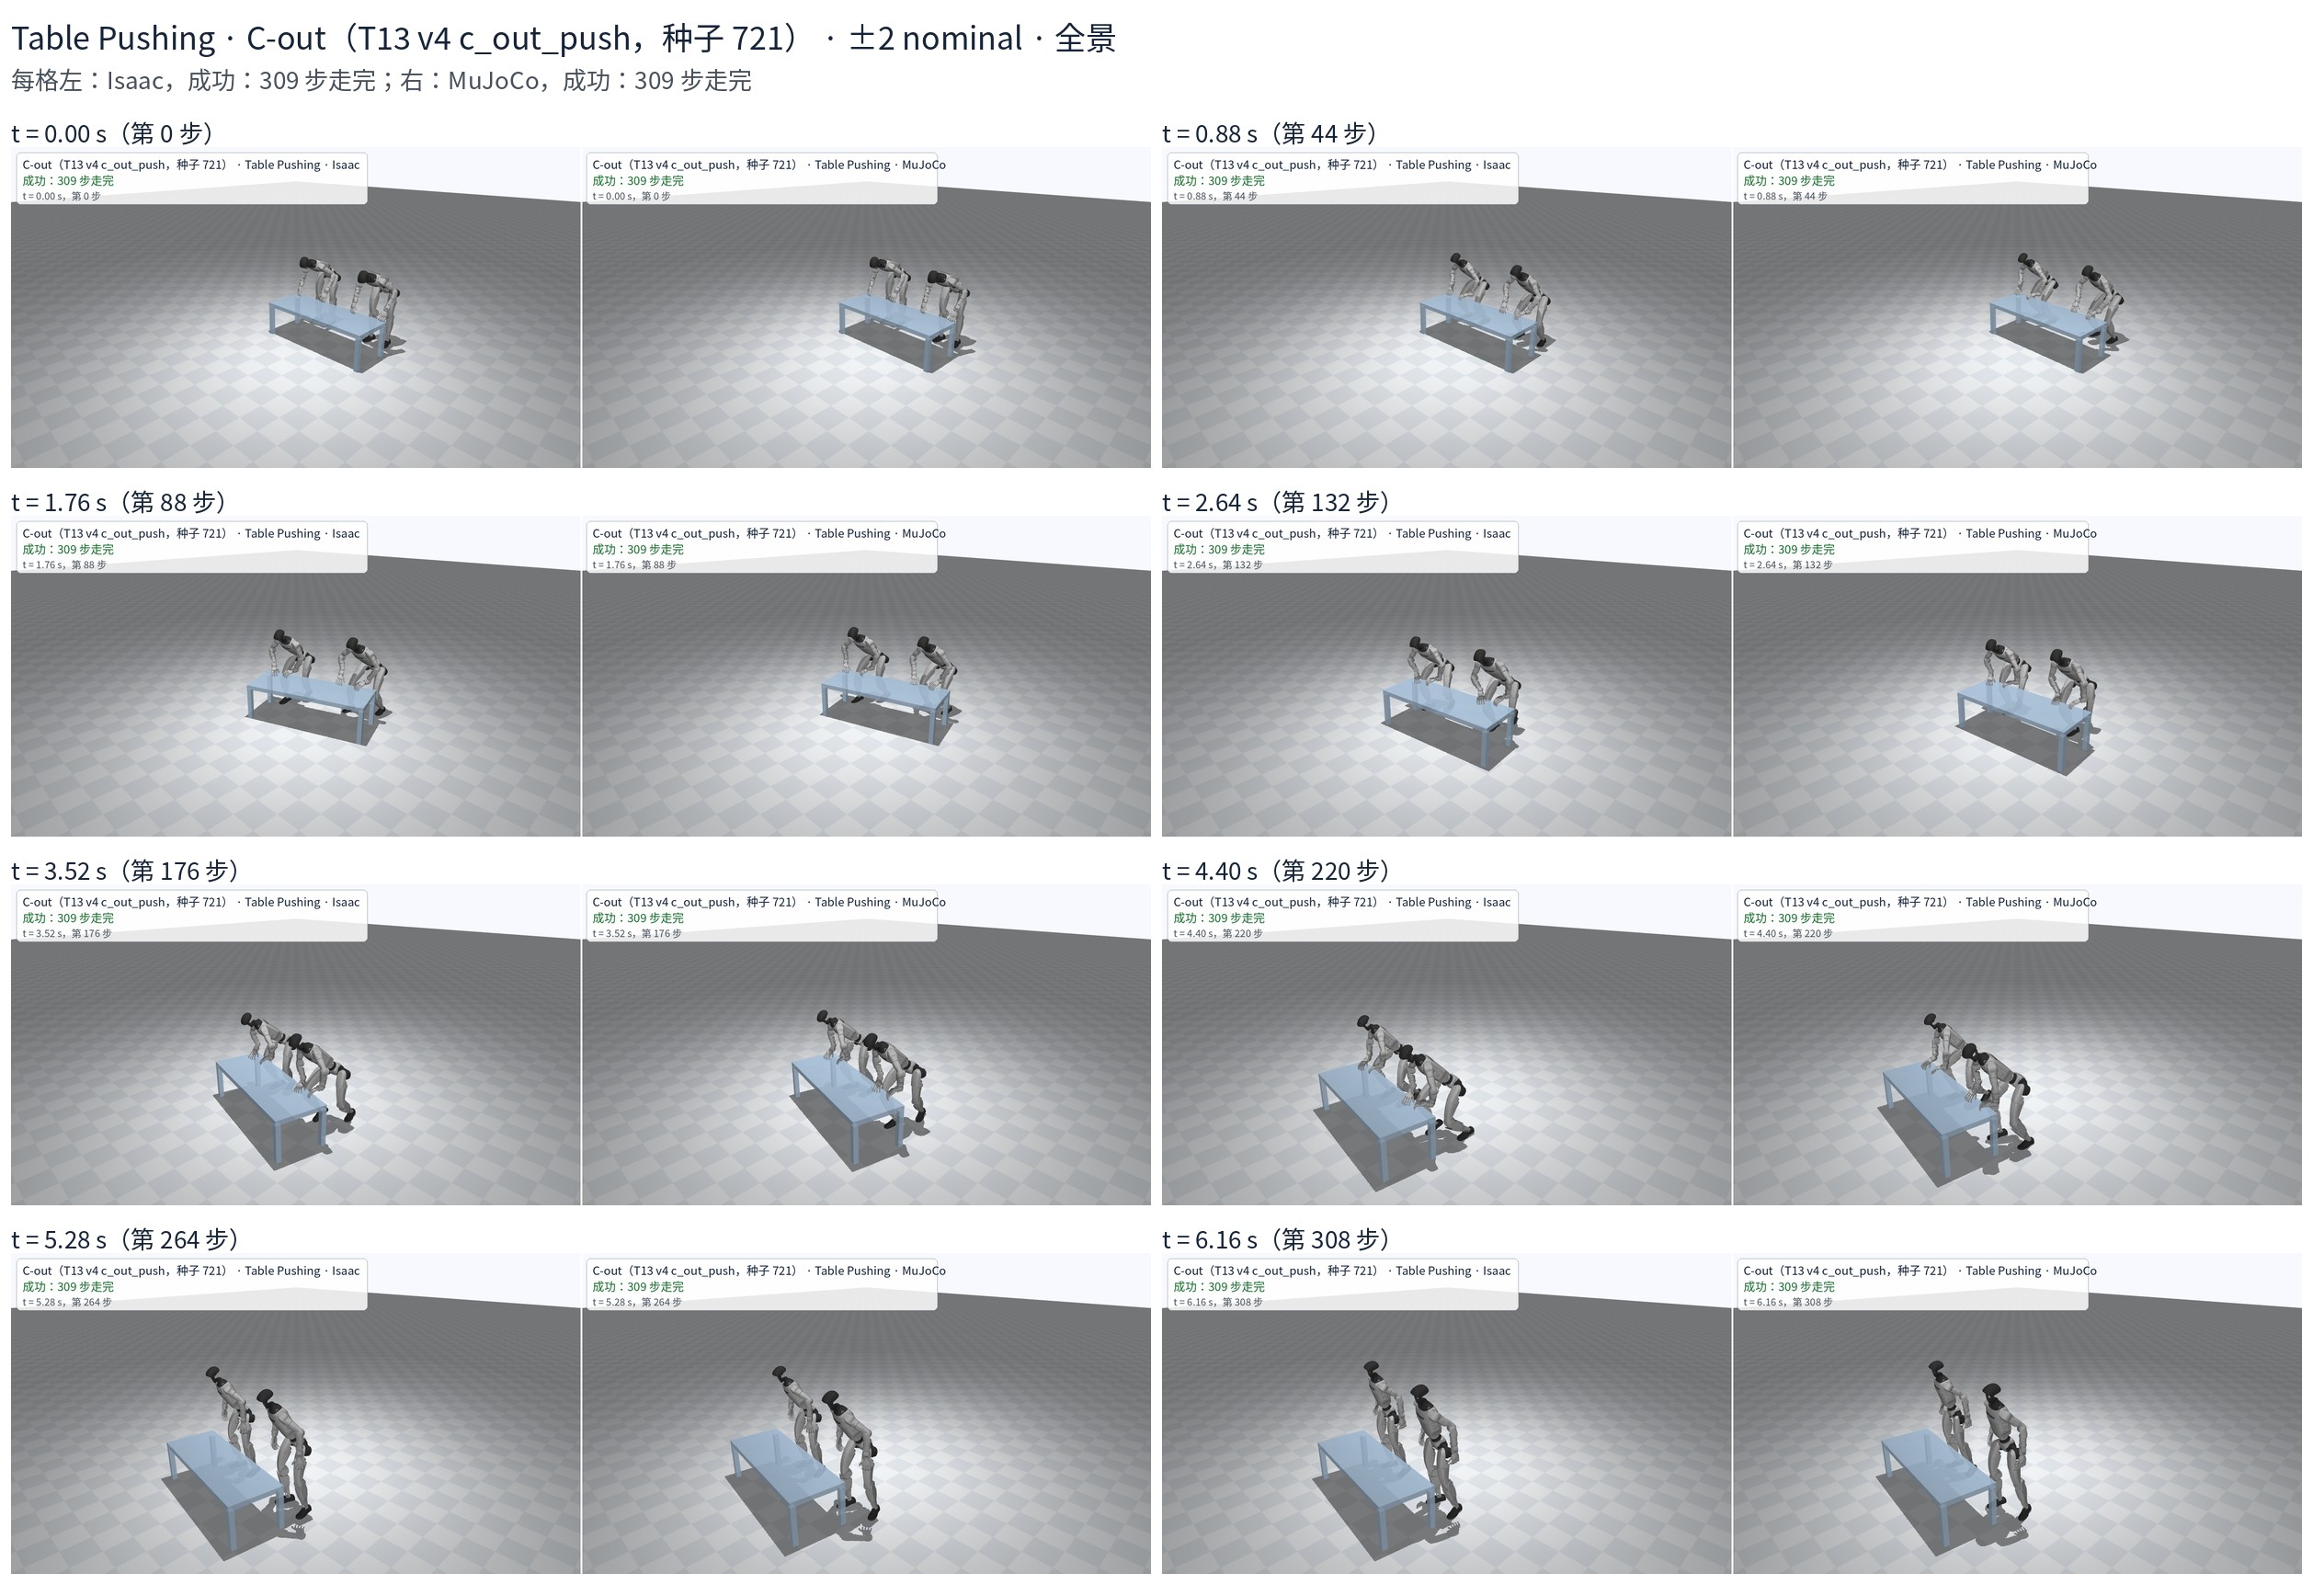 Table Pushing · C-out（T13 v4 c_out_push，种子 721） · ±2 nominal · 全景
每格左：Isaac，成功：309 步走完；右：MuJoCo，成功：309 步走完
t = 0.00 s（第 0 步）
C-out（T13 v4 c_out_push，种子 721） · Table Pushing · Isaac
成功：309 步走完
t = 0.00 s，第 0 步
C-out（T13 v4 c_out_push，种子 721） · Table Pushing · MuJoCo
成功：309 步走完
t = 0.00 s，第 0 步
t = 0.88 s（第 44 步）
C-out（T13 v4 c_out_push，种子 721） · Table Pushing · Isaac
成功：309 步走完
t = 0.88 s，第 44 步
C-out（T13 v4 c_out_push，种子 721） · Table Pushing · MuJoCo
成功：309 步走完
t = 0.88 s，第 44 步
t = 1.76 s（第 88 步）
C-out（T13 v4 c_out_push，种子 721） · Table Pushing · Isaac
成功：309 步走完
t = 1.76 s，第 88 步
C-out（T13 v4 c_out_push，种子 721） · Table Pushing · MuJoCo
成功：309 步走完
t = 1.76 s，第 88 步
t = 2.64 s（第 132 步）
C-out（T13 v4 c_out_push，种子 721） · Table Pushing · Isaac
成功：309 步走完
t = 2.64 s，第 132 步
C-out（T13 v4 c_out_push，种子 721） · Table Pushing · MuJoCo
成功：309 步走完
t = 2.64 s，第 132 步
t = 3.52 s（第 176 步）
C-out（T13 v4 c_out_push，种子 721） · Table Pushing · Isaac
成功：309 步走完
t = 3.52 s，第 176 步
C-out（T13 v4 c_out_push，种子 721） · Table Pushing · MuJoCo
成功：309 步走完
t = 3.52 s，第 176 步
t = 4.40 s（第 220 步）
C-out（T13 v4 c_out_push，种子 721） · Table Pushing · Isaac
成功：309 步走完
t = 4.40 s，第 220 步
C-out（T13 v4 c_out_push，种子 721） · Table Pushing · MuJoCo
成功：309 步走完
t = 4.40 s，第 220 步
t = 5.28 s（第 264 步）
C-out（T13 v4 c_out_push，种子 721） · Table Pushing · Isaac
成功：309 步走完
t = 5.28 s，第 264 步
C-out（T13 v4 c_out_push，种子 721） · Table Pushing · MuJoCo
成功：309 步走完
t = 5.28 s，第 264 步
t = 6.16 s（第 308 步）
C-out（T13 v4 c_out_push，种子 721） · Table Pushing · Isaac
成功：309 步走完
t = 6.16 s，第 308 步
C-out（T13 v4 c_out_push，种子 721） · Table Pushing · MuJoCo
成功：309 步走完
t = 6.16 s，第 308 步